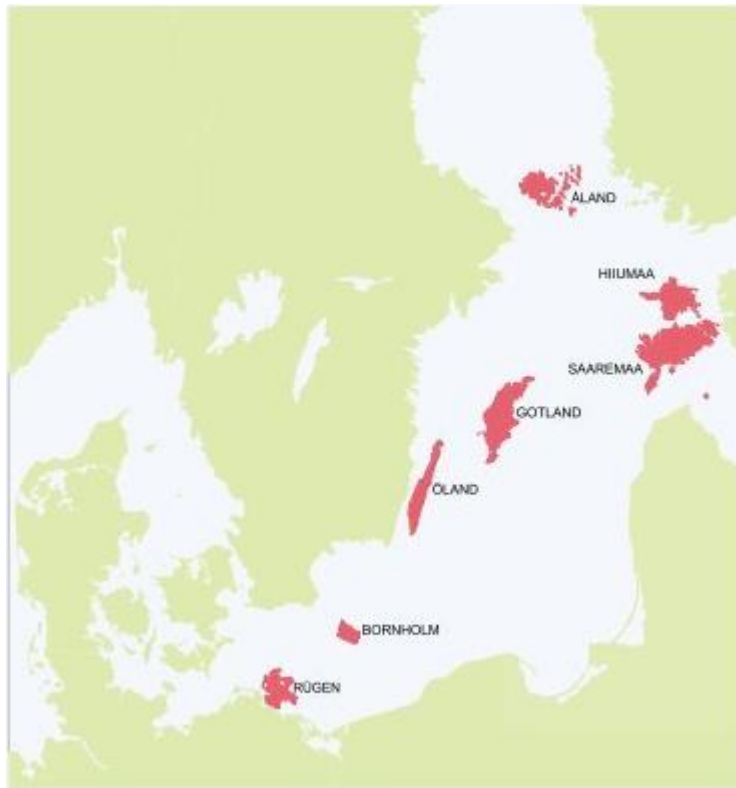 ÅLAND
HIIUMAA
SAAREMAA
GOTLAND
ÖLAND
BORNHOLM
RÜGEN